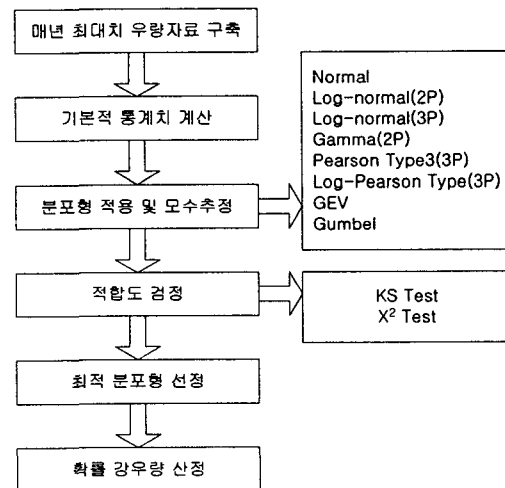 매년 최대치 우량자료 구축
기본적 통계치 계산
분포형 적용 및 모수추정
Normal
Log-normal(2P)
Log-normal(3P)
Gamma(2P)
Pearson Type3(3P)
Log-Pearson Type(3P)
GEV
Gumbel
적합도 검정
KS Test
X² Test
최적 분포형 선정
확률 강우량 산정